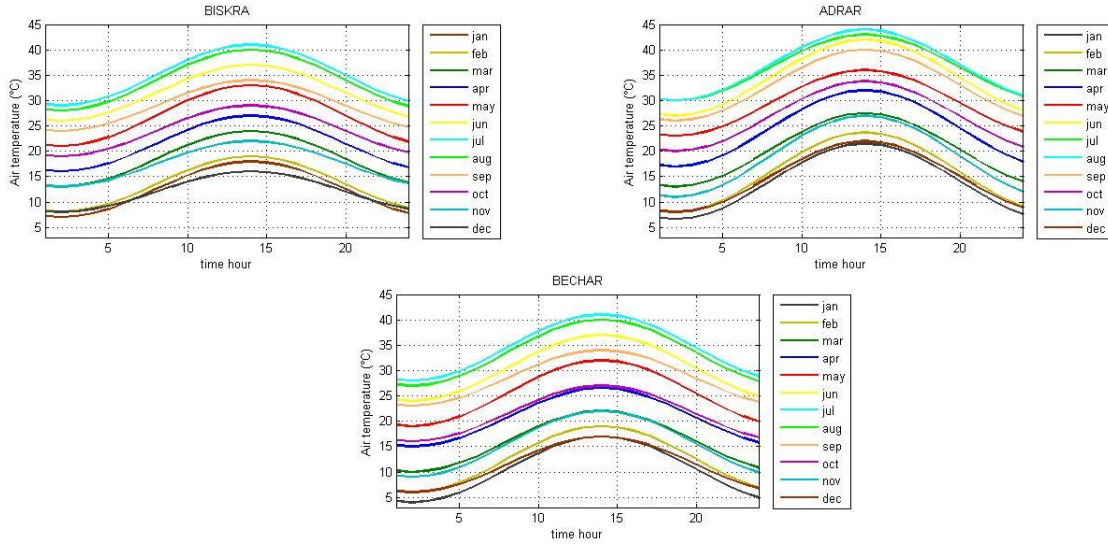 BISKRA
45
40
35
30
25
20
15
10
5
Air temperature (°C)
5
10
15
20
time hour
jan
feb
mar
apr
may
jun
jul
aug
sep
oct
nov
dec
ADRAR
45
40
35
30
25
20
15
10
5
Air temperature (°C)
5
10
15
20
time hour
jan
feb
mar
apr
may
jun
jul
aug
sep
oct
nov
dec
BECHAR
45
40
35
30
25
20
15
10
5
Air temperature (°C)
5
10
15
20
time hour
jan
feb
mar
apr
may
jun
jul
aug
sep
oct
nov
dec